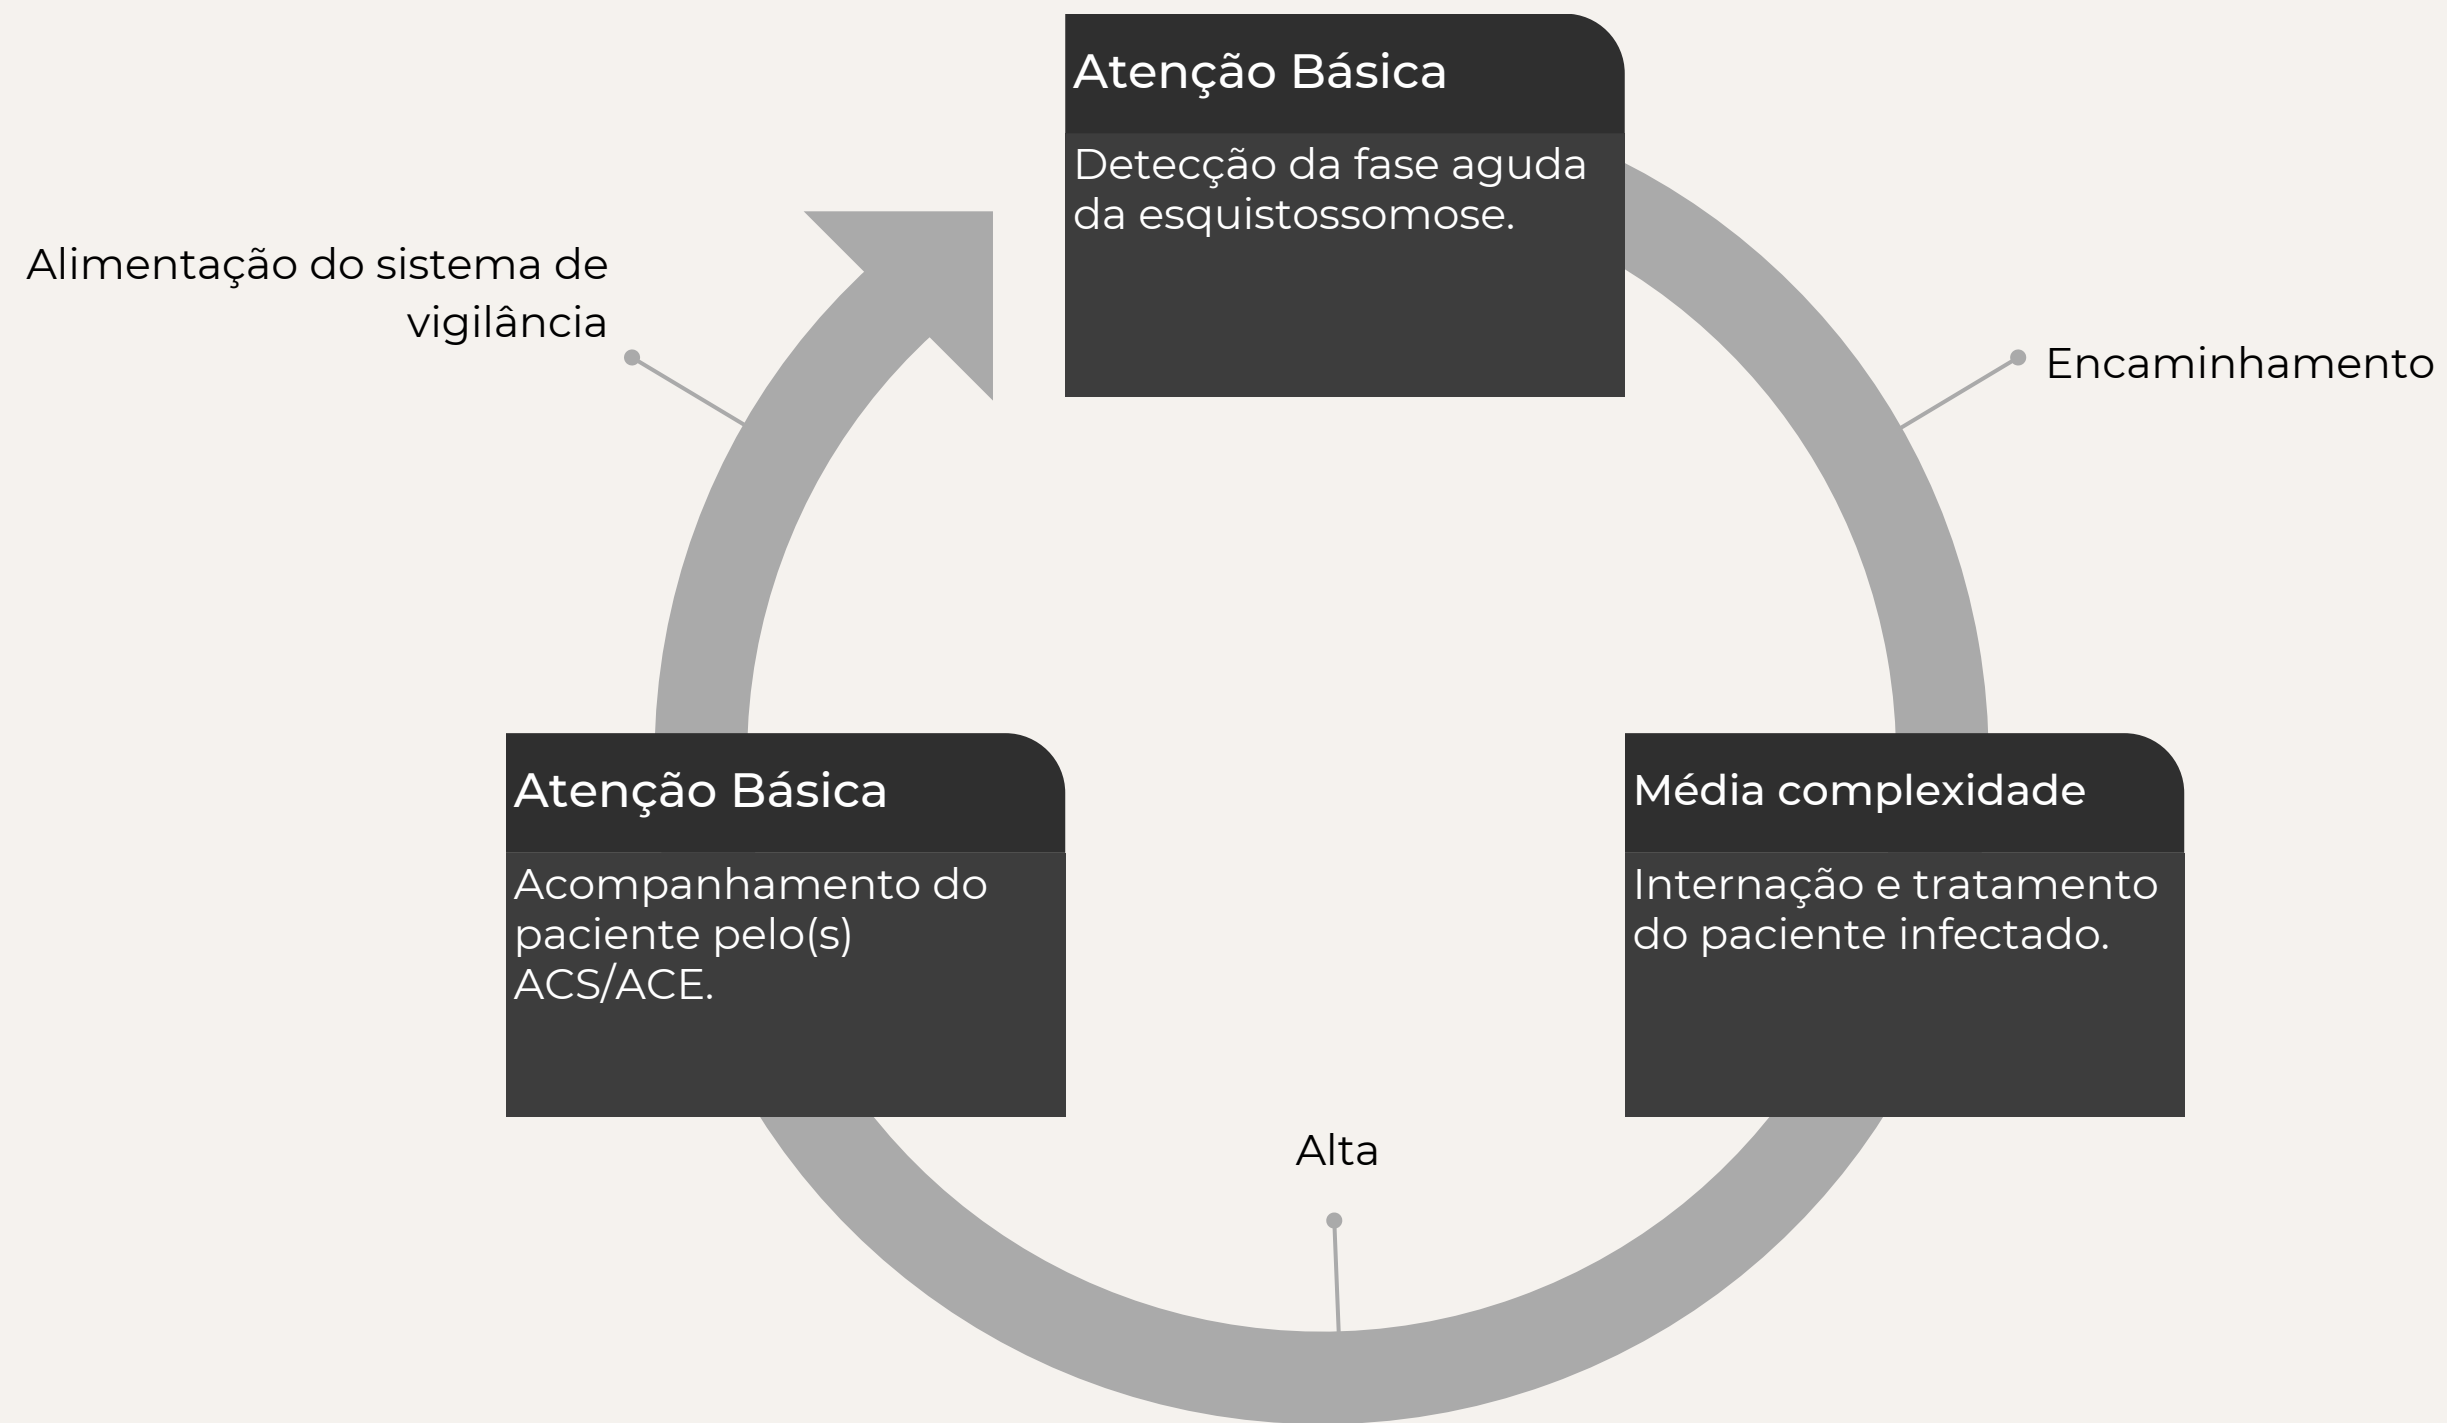 Atenção Básica
Detecção da fase aguda
da esquistossomose.
Encaminhamento
Média complexidade
Internação e tratamento
do paciente infectado.
Alta
Atenção Básica
Acompanhamento do
paciente pelo(s)
ACS/ACE.
Alimentação do sistema de
vigilância